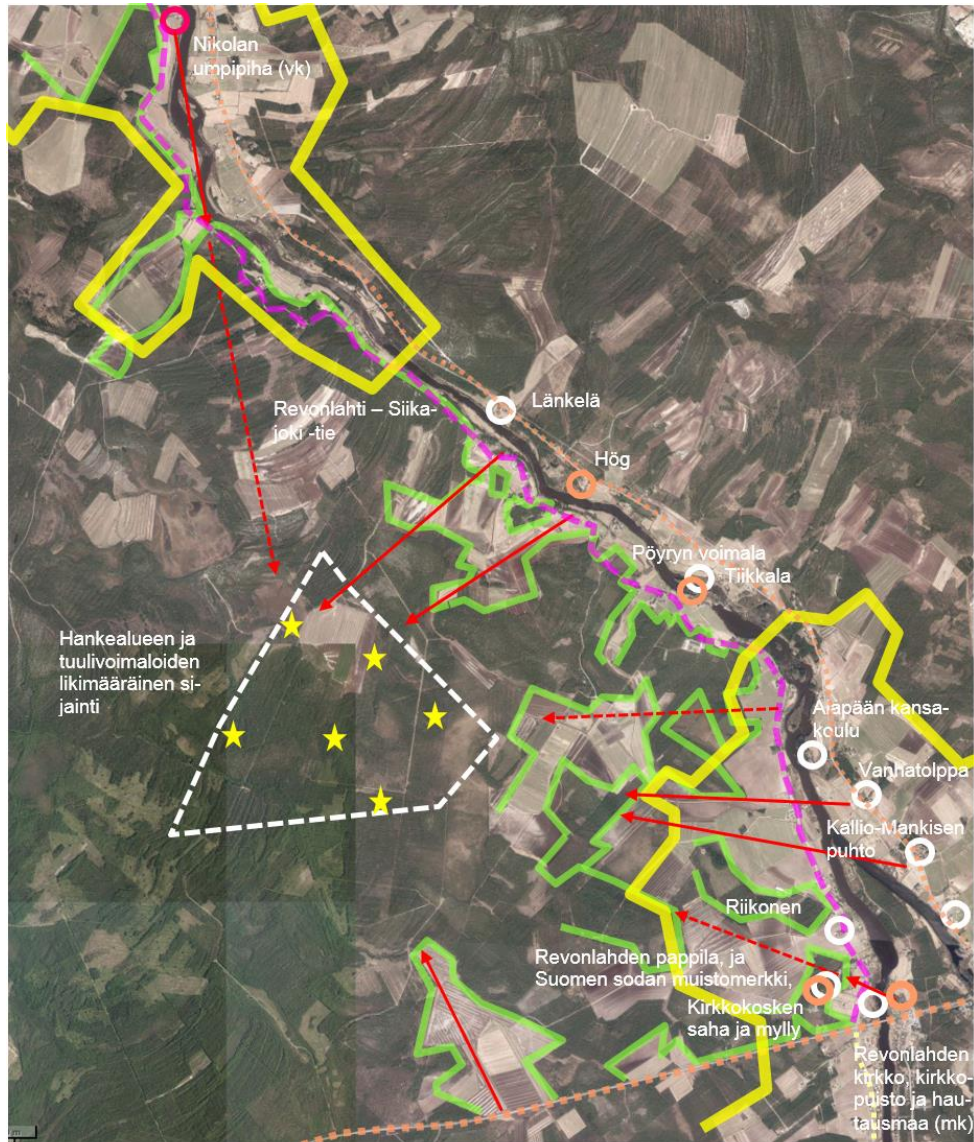 Nikolan
umpipiha (vk)
Revonlahti – Siika-
joki -tie
Länkelä
Hög
Pöyryn voimala
Tiikkala
Hankealueen ja
tuulivoimaloiden
likimääräinen si-
jainti
Alapään kansa-
koulu
Vanhatolppa
Kallio-Mankisen
puhto
Riikonen
Revonlahden pappila, ja
Suomen sodan muistomerkki,
Kirkkokosken
saha ja mylly
Revonlahden
kirkko, kirkko-
puisto ja hau-
tausmaa (mk)